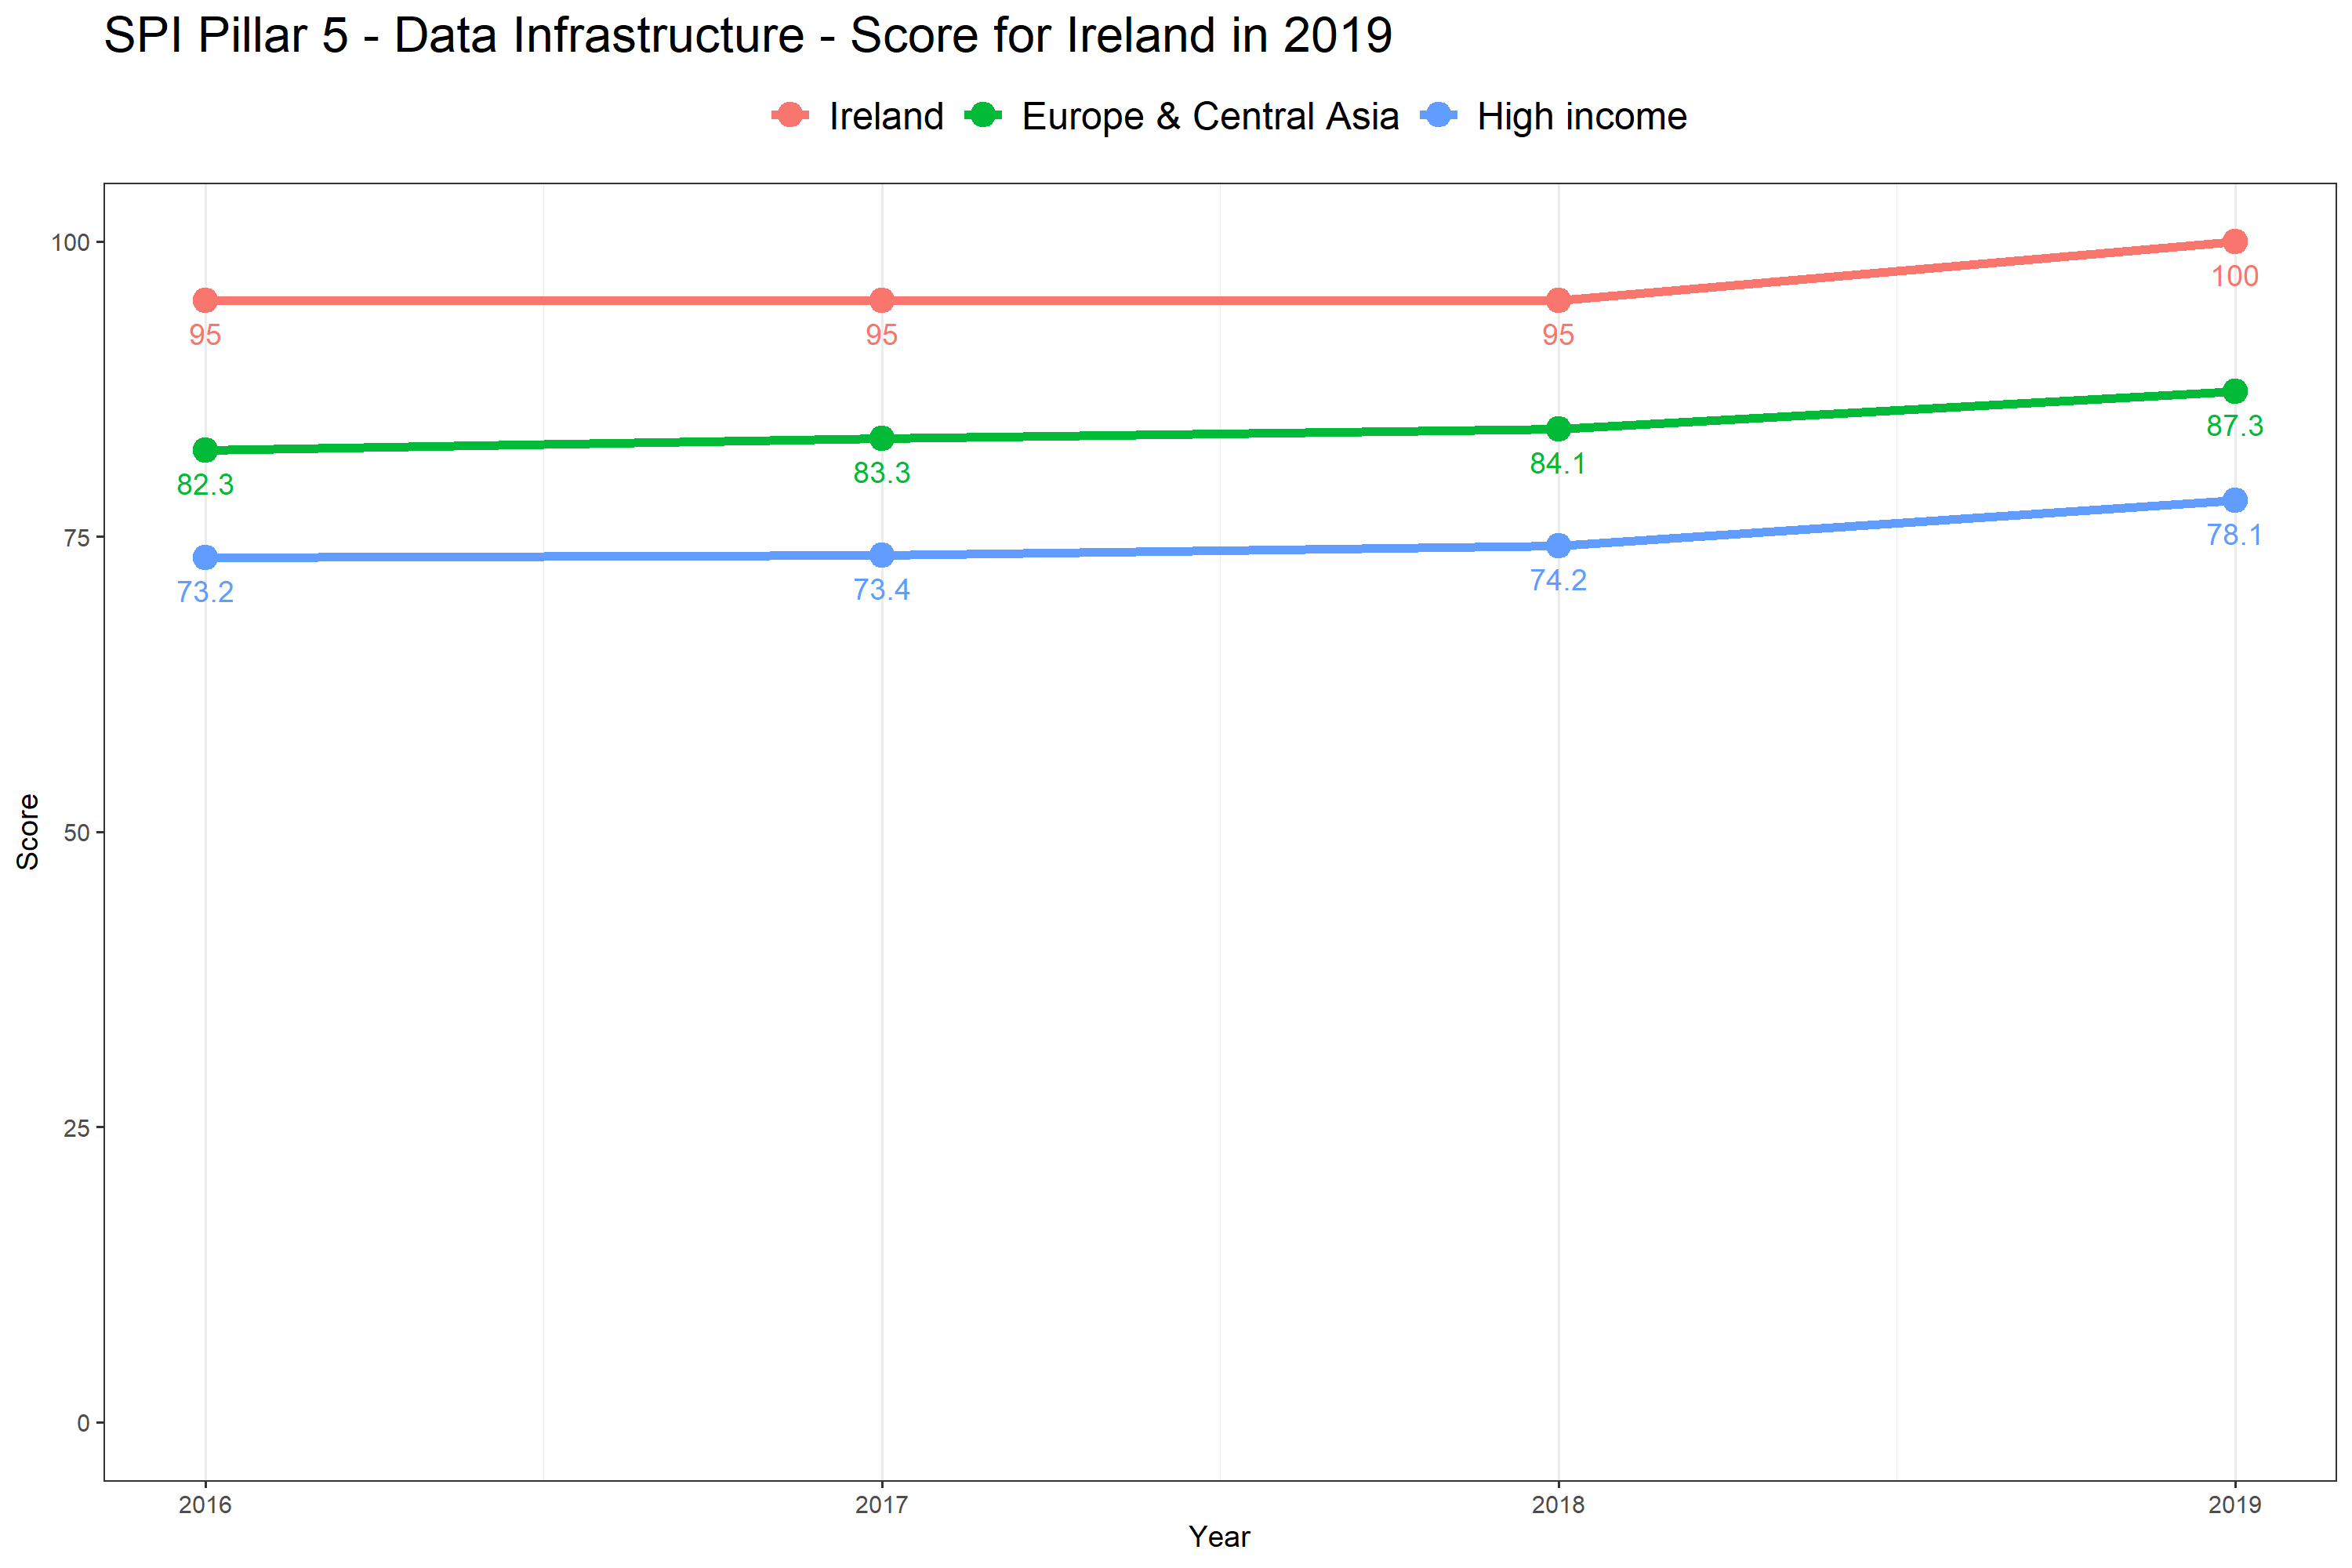 SPI Pillar 5 - Data Infrastructure - Score for Ireland in 2019
Ireland Europe & Central Asia High income
100
75
50
25
0
Score
95 95 95 100
82.3 83.3 84.1 87.3
73.2 73.4 74.2 78.1
2016 2017 2018 2019
Year